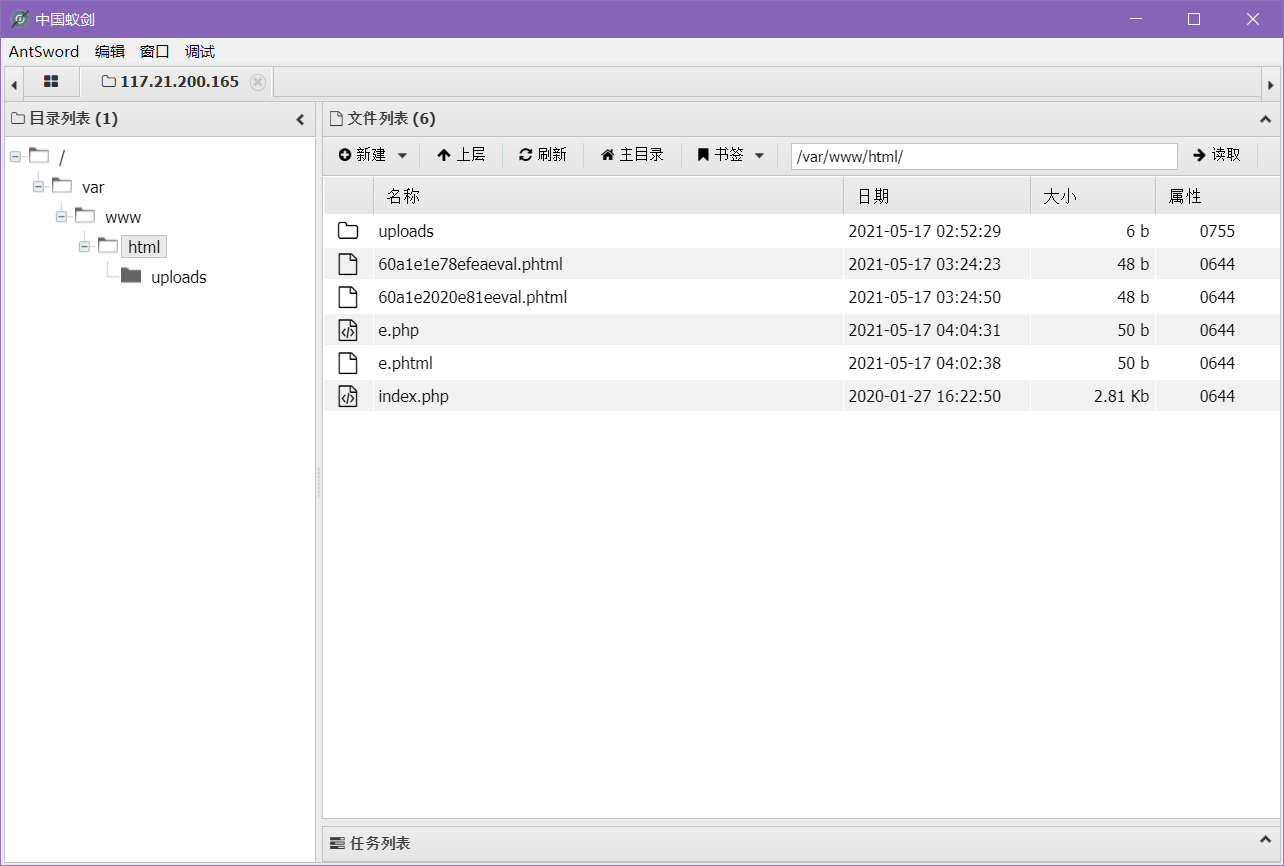 中国蚁剑
AntSword 编辑 窗口 调试
117.21.200.165
目录列表 (1)
/
var
www
html
uploads
文件列表 (6)
新建 上层 刷新 主目录 书签 /var/www/html/ 读取
名称 日期 大小 属性
uploads 2021-05-17 02:52:29 6 b 0755
60a1e1e78efeaeval.phtml 2021-05-17 03:24:23 48 b 0644
60a1e2020e81eeval.phtml 2021-05-17 03:24:50 48 b 0644
e.php 2021-05-17 04:04:31 50 b 0644
e.phtml 2021-05-17 04:02:38 50 b 0644
index.php 2020-01-27 16:22:50 2.81 Kb 0644
任务列表